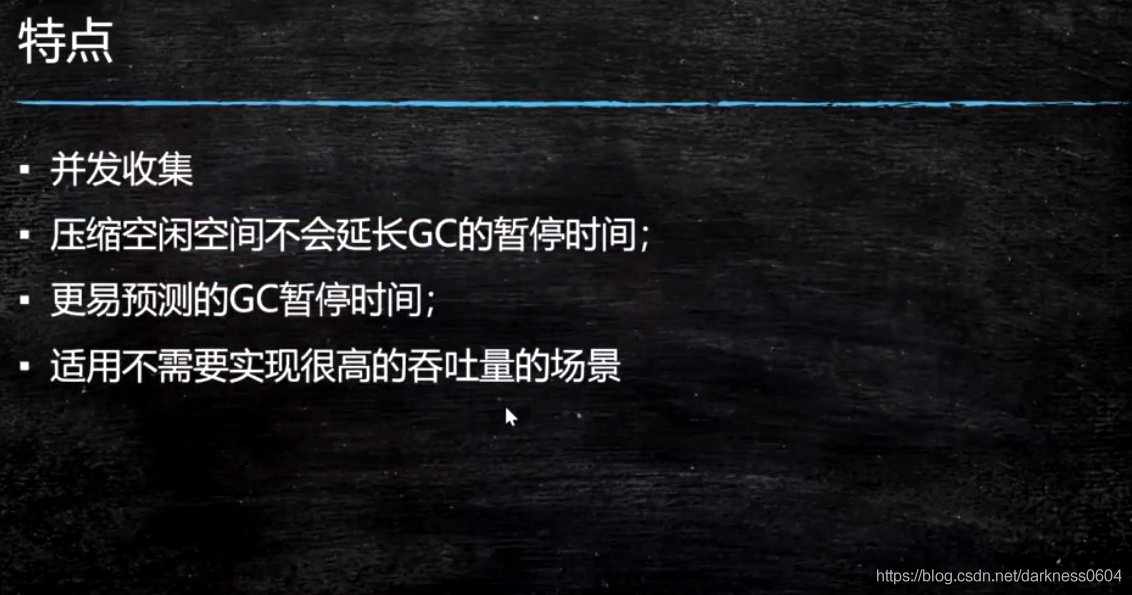 特点
▪ 并发收集
▪ 压缩空闲空间不会延长GC的暂停时间；
▪ 更易预测的GC暂停时间；
▪ 适用不需要实现很高的吞吐量的场景
https://blog.csdn.net/darkness0604